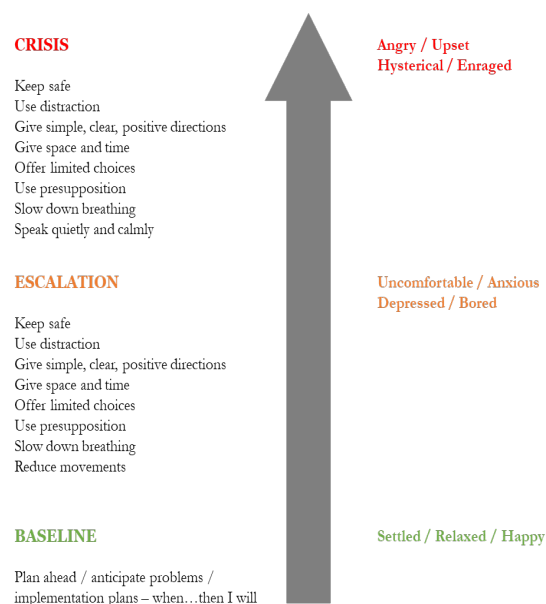 CRISIS
Angry / Upset
Hysterical / Enraged
Keep safe
Use distraction
Give simple, clear, positive directions
Give space and time
Offer limited choices
Use presupposition
Slow down breathing
Speak quietly and calmly
ESCALATION
Uncomfortable / Anxious
Depressed / Bored
Keep safe
Use distraction
Give simple, clear, positive directions
Give space and time
Offer limited choices
Use presupposition
Slow down breathing
Reduce movements
BASELINE
Settled / Relaxed / Happy
Plan ahead / anticipate problems /
implementation plans – when…then I will